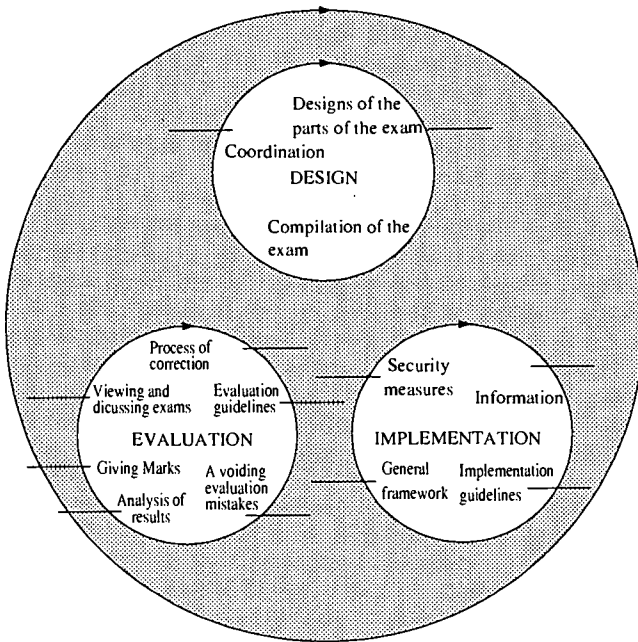 Designs of the
parts of the exam
Coordination
DESIGN
Compilation of the
exam
Process of
correction
Viewing and
dicussing exams
Evaluation
guidelines
EVALUATION
Giving Marks
A voiding
evaluation
mistakes
Analysis of
results
Security
measures
Information
IMPLEMENTATION
General
framework
Implementation
guidelines